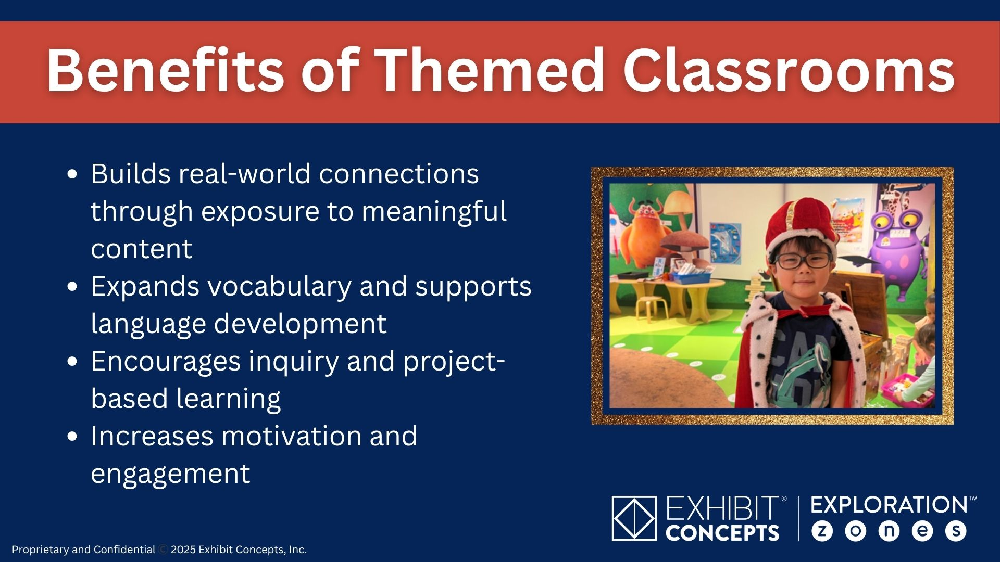 Benefits of Themed Classrooms
• Builds real-world connections
through exposure to meaningful
content
• Expands vocabulary and supports
language development
• Encourages inquiry and project-
based learning
• Increases motivation and
engagement
EXHIBIT®
CONCEPTS
EXPLORATION™
zones
Proprietary and Confidential © 2025 Exhibit Concepts, Inc.